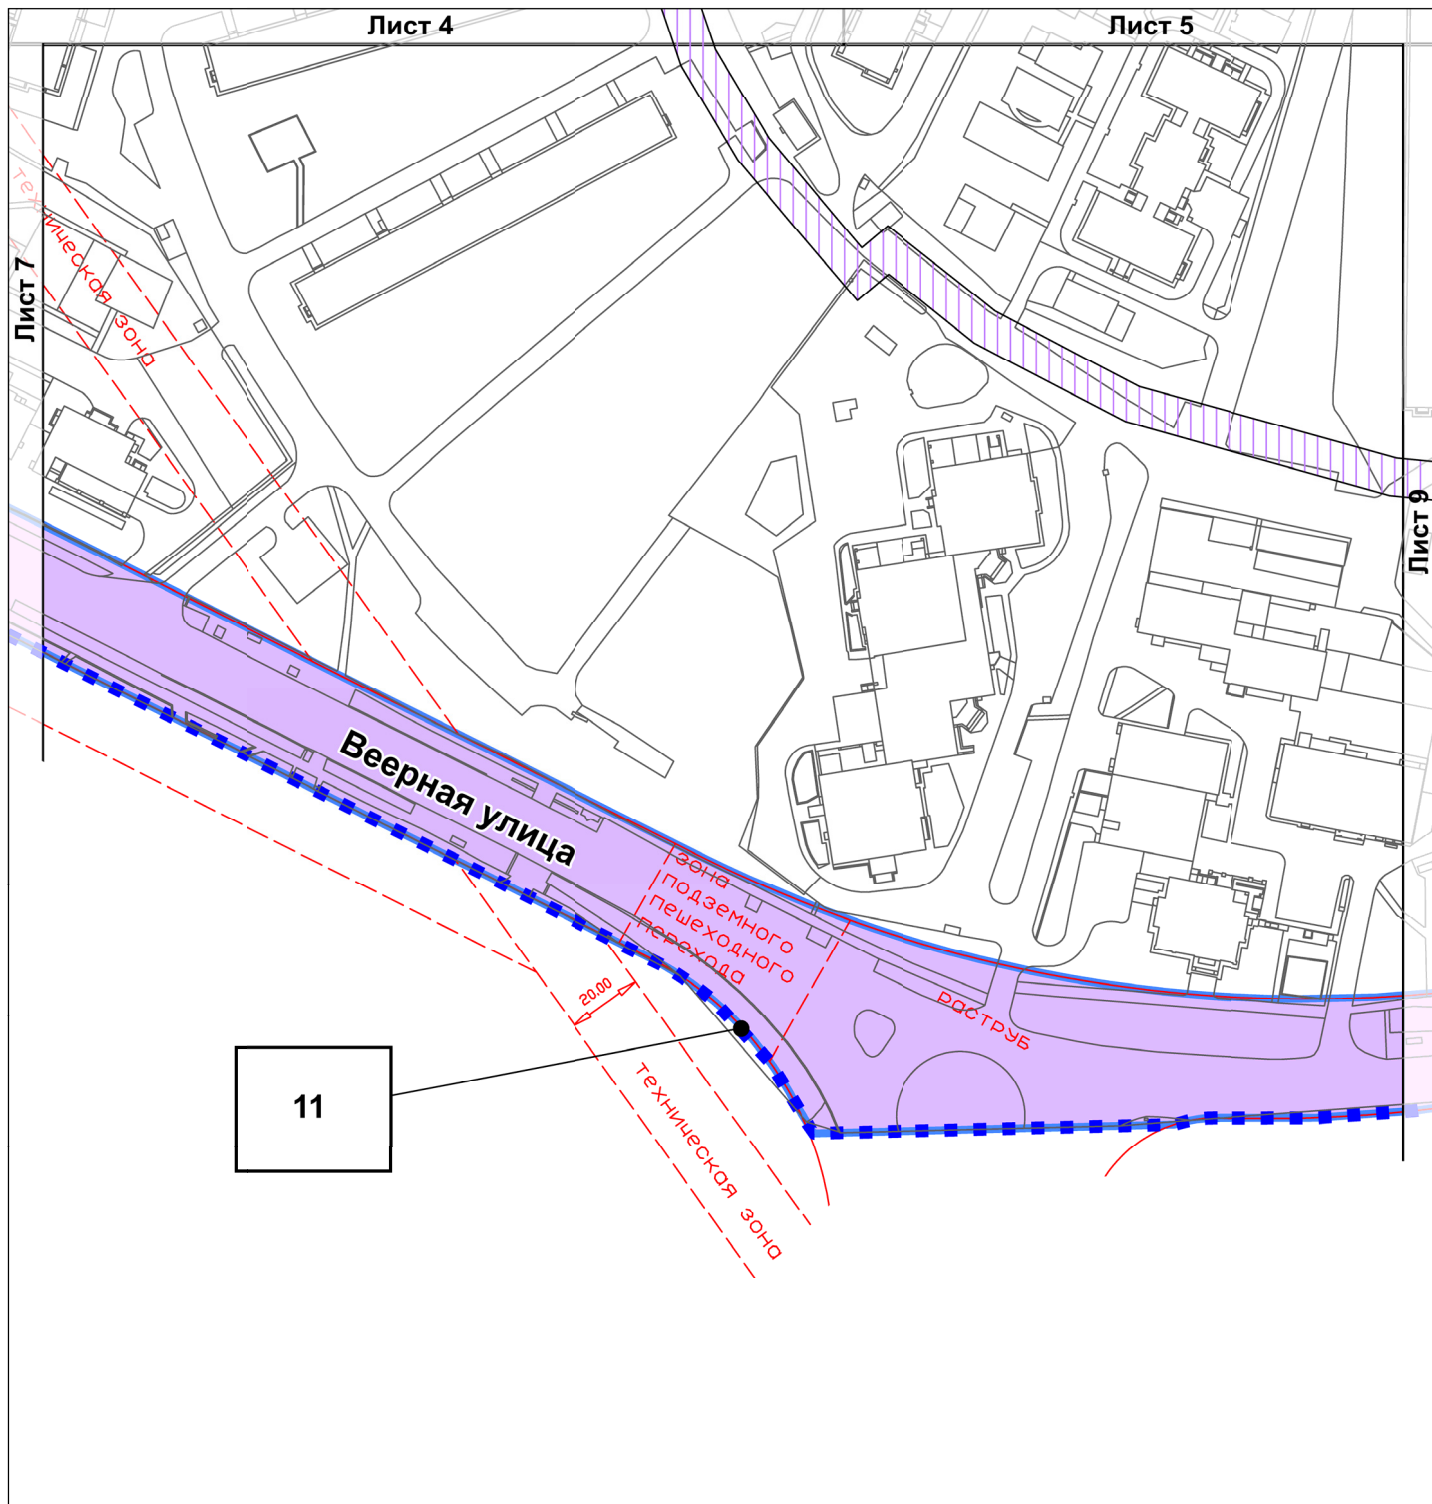 Лист 4
Лист 5
Лист 7
техническая зона
Лист 9
Веерная улица
зона
подземного
пешеходного
перехода
раструб
20.00
11
техническая зона